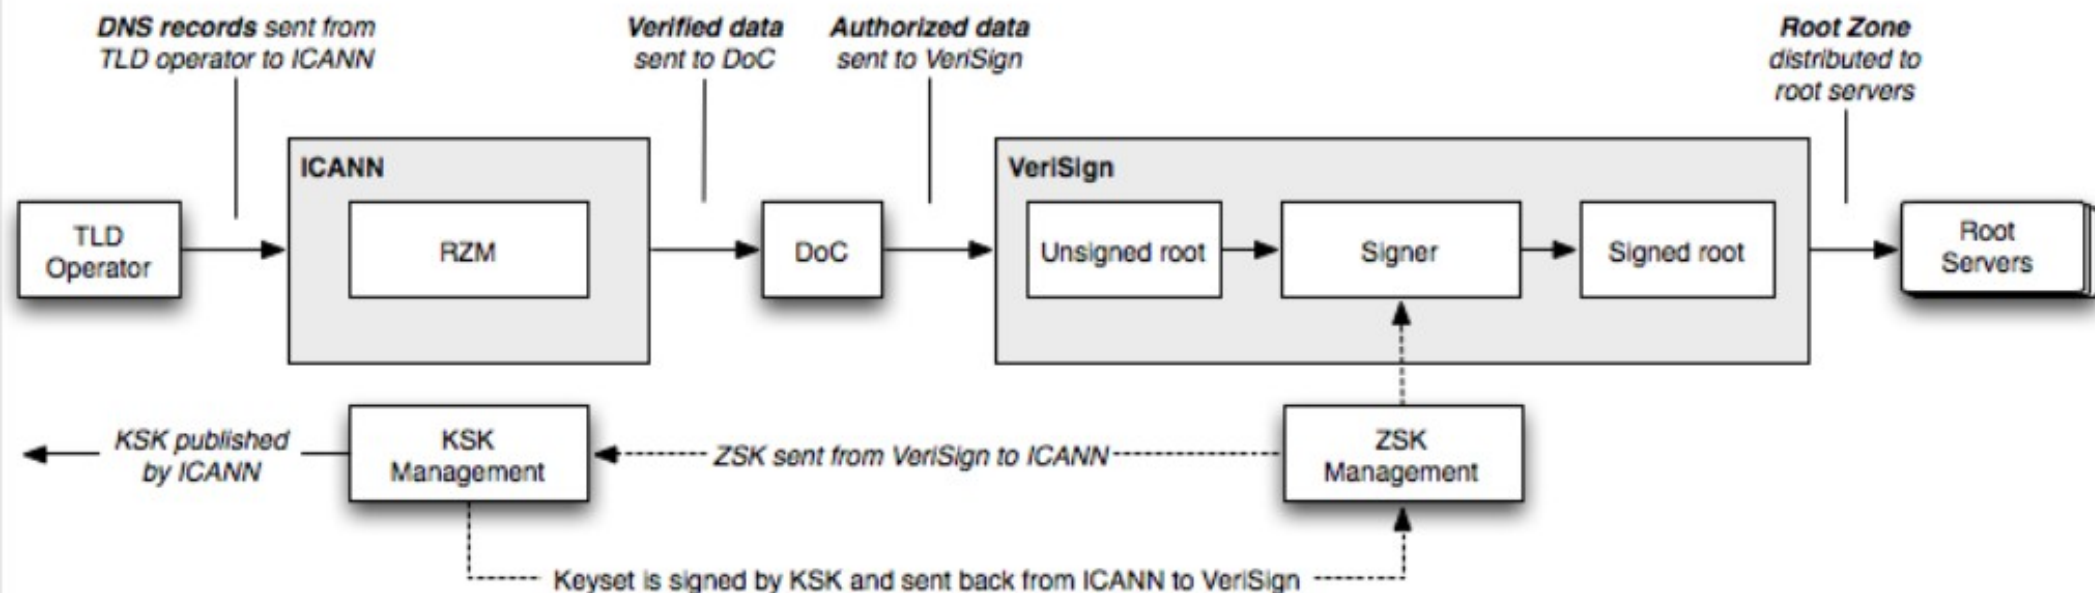 DNS records sent from
TLD operator to ICANN
Verified data
sent to DoC
Authorized data
sent to VeriSign
Root Zone
distributed to
root servers
ICANN
VeriSign
TLD
Operator
RZM
DoC
Unsigned root
Signer
Signed root
Root
Servers
KSK published
by ICANN
KSK
Management
ZSK sent from VeriSign to ICANN
ZSK
Management
Keyset is signed by KSK and sent back from ICANN to VeriSign